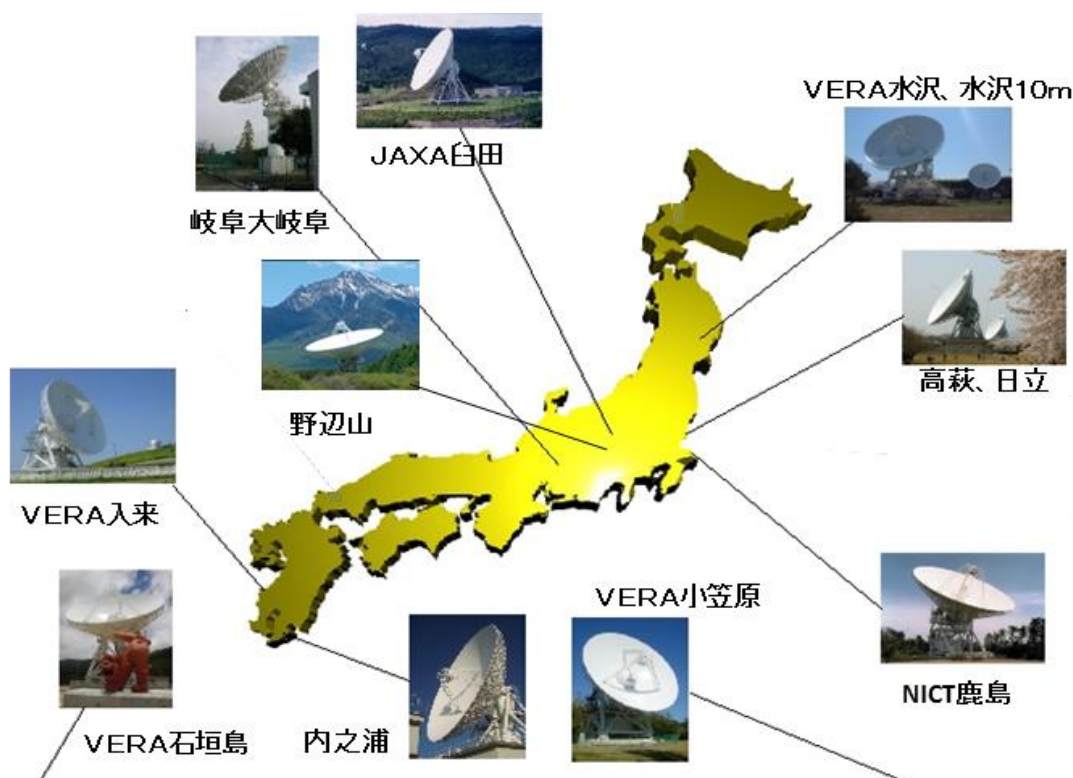 VERA水沢、水沢10m
JAXA臼田
岐阜大岐阜
高萩、日立
野辺山
VERA入来
VERA小笠原
NICT鹿島
VERA石垣島
内之浦